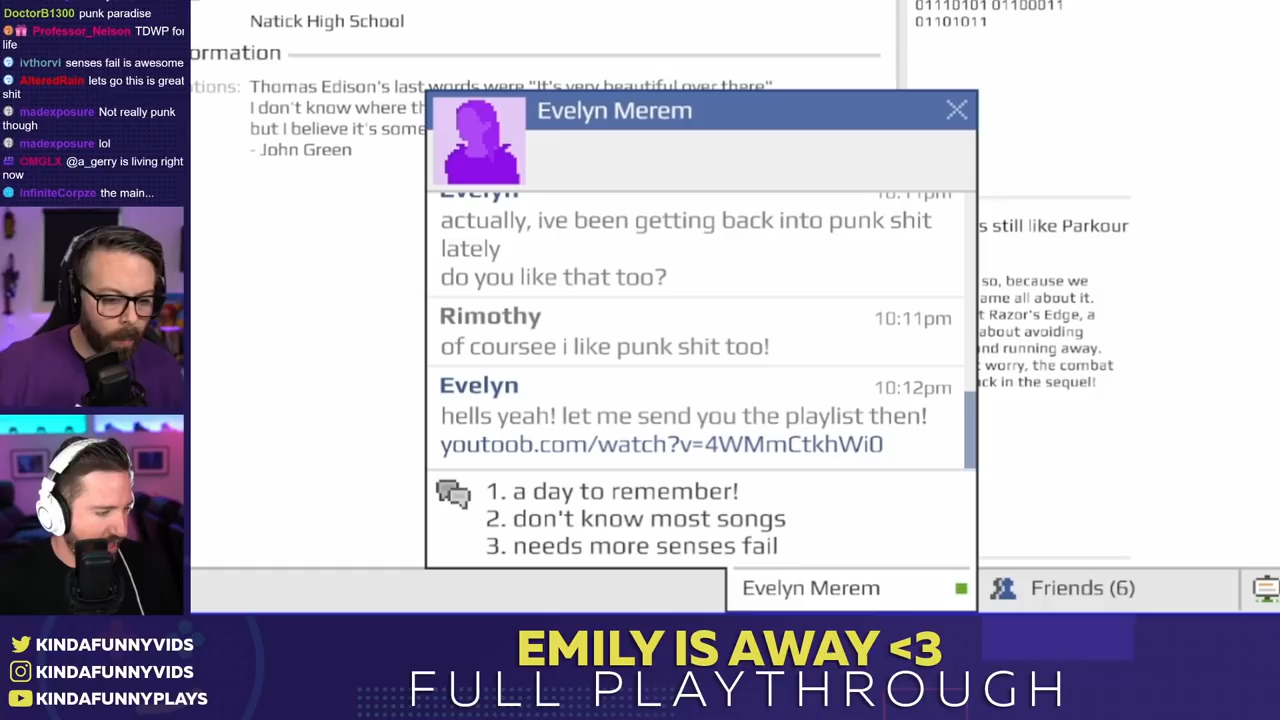 DoctorB1300 punk paradise
Professor_Nelson TDWP for
life
ivthorvi senses fail is awesome
AlteredRain lets go this is great
shit
madexposure Not really punk
though
madexposure lol
OMGLX @a_gerry is living right
now
InfiniteCorpze the main...
Natick High School
ormation
tions: Thomas Edison's last words were "It's very beautiful over there"
I don't know where th
but I believe it's some
- John Green
01110101 01100011
01101011
Evelyn Merem
Evelyn 10:11pm
actually, ive been getting back into punk shit
lately
do you like that too?
Rimothy 10:11pm
of coursee i like punk shit too!
Evelyn 10:12pm
hells yeah! let me send you the playlist then!
youtoob.com/watch?v=4WMmCtkhWi0
1. a day to remember!
2. don't know most songs
3. needs more senses fail
s still like Parkour
so, because we
ame all about it.
t Razor's Edge, a
about avoiding
nd running away.
worry, the combat
ck in the sequel!
Evelyn Merem
Friends (6)
KINDAFUNNYVIDS
KINDAFUNNYVIDS
KINDAFUNNYPLAYS
EMILY IS AWAY <3
FULL PLAYTHROUGH